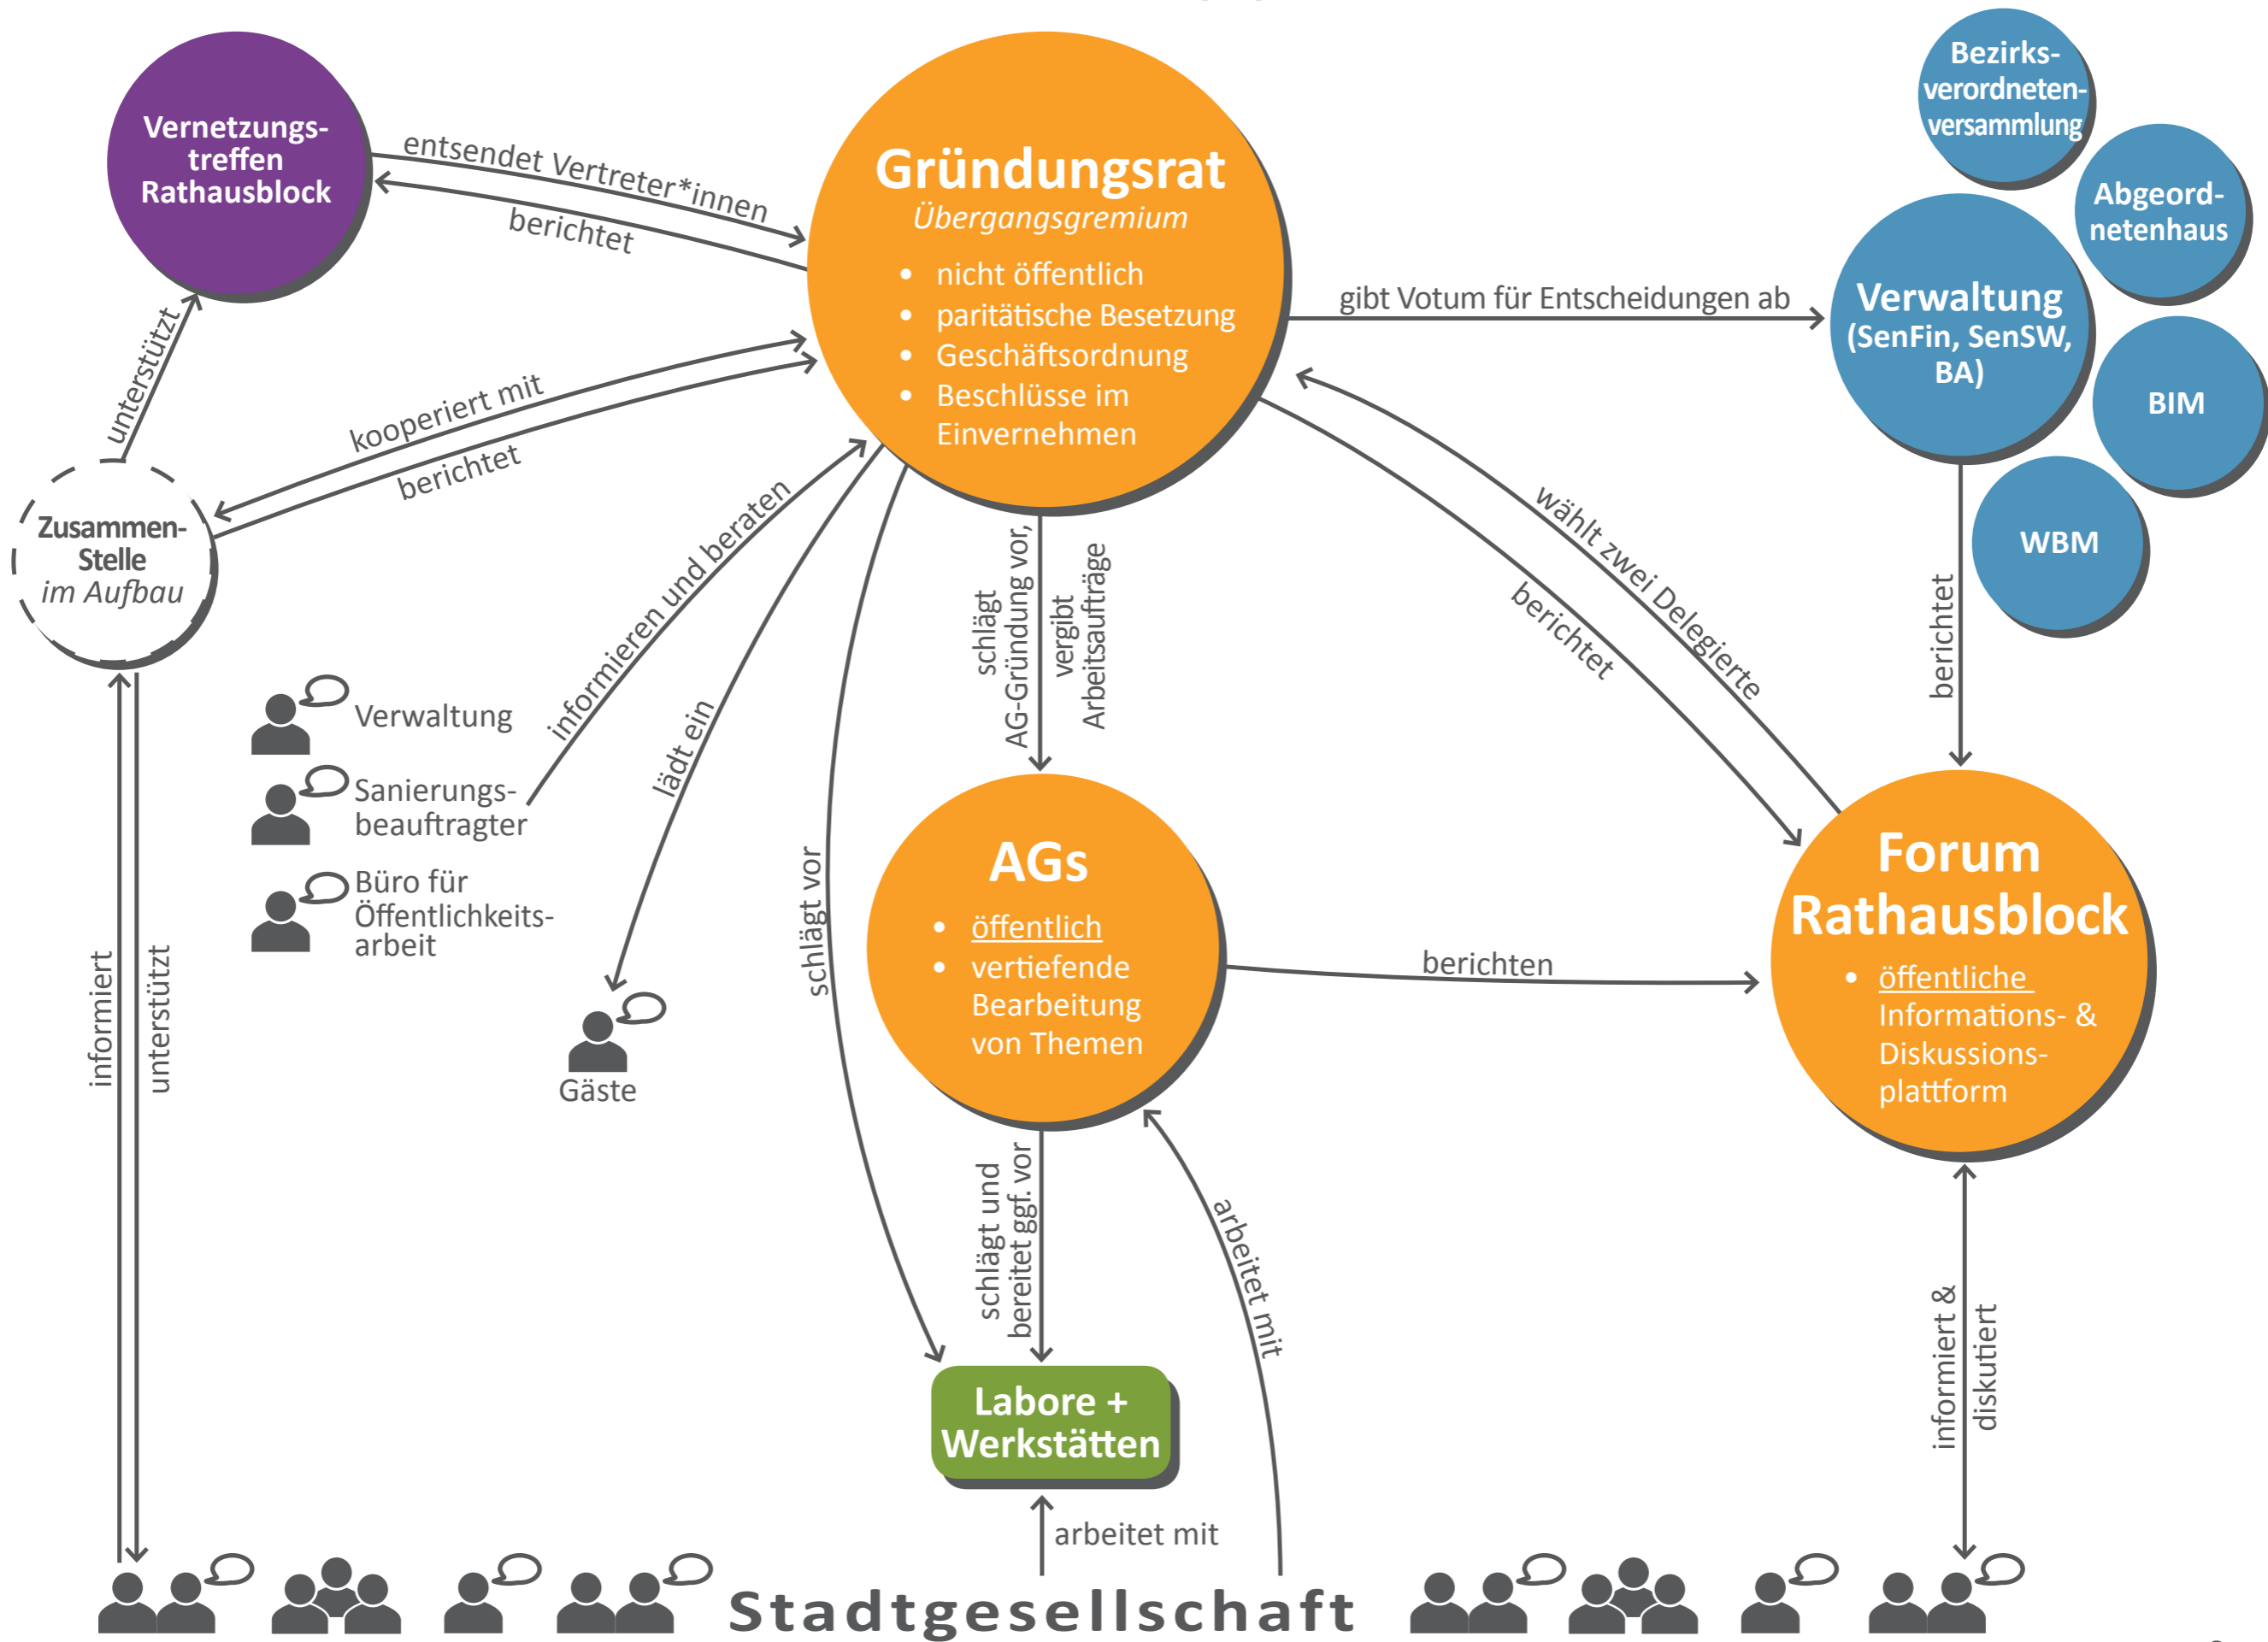 Vernetzungs-
treffen
Rathausblock
entsendet Vertreter*innen
berichtet
Gründungsrat
Übergangsgremium
• nicht öffentlich
• paritätische Besetzung
• Geschäftsordnung
• Beschlüsse im
Einvernehmen
Bezirks-
verordneten-
versammlung
Abgeord-
netenhaus
gibt Votum für Entscheidungen ab
Verwaltung
(SenFin, SenSW,
BA)
BIM
WBM
unterstützt
kooperiert mit
berichtet
Zusammen-
Stelle
im Aufbau
informieren und beraten
lädt ein
schlägt vor
schlägt
AG-Gründung vor,
vergibt
Arbeitsaufträge
wählt zwei Delegierte
berichtet
berichtet
Verwaltung
Sanierungs-
beauftragter
Büro für
Öffentlichkeits-
arbeit
Gäste
AGs
• öffentlich
• vertiefende
Bearbeitung
von Themen
berichten
Forum
Rathausblock
• öffentliche
Informations- &
Diskussions-
plattform
informiert
unterstützt
schlägt und
bereitet ggf. vor
arbeitet mit
informiert &
diskutiert
Labore +
Werkstätten
arbeitet mit
Stadtgesellschaft